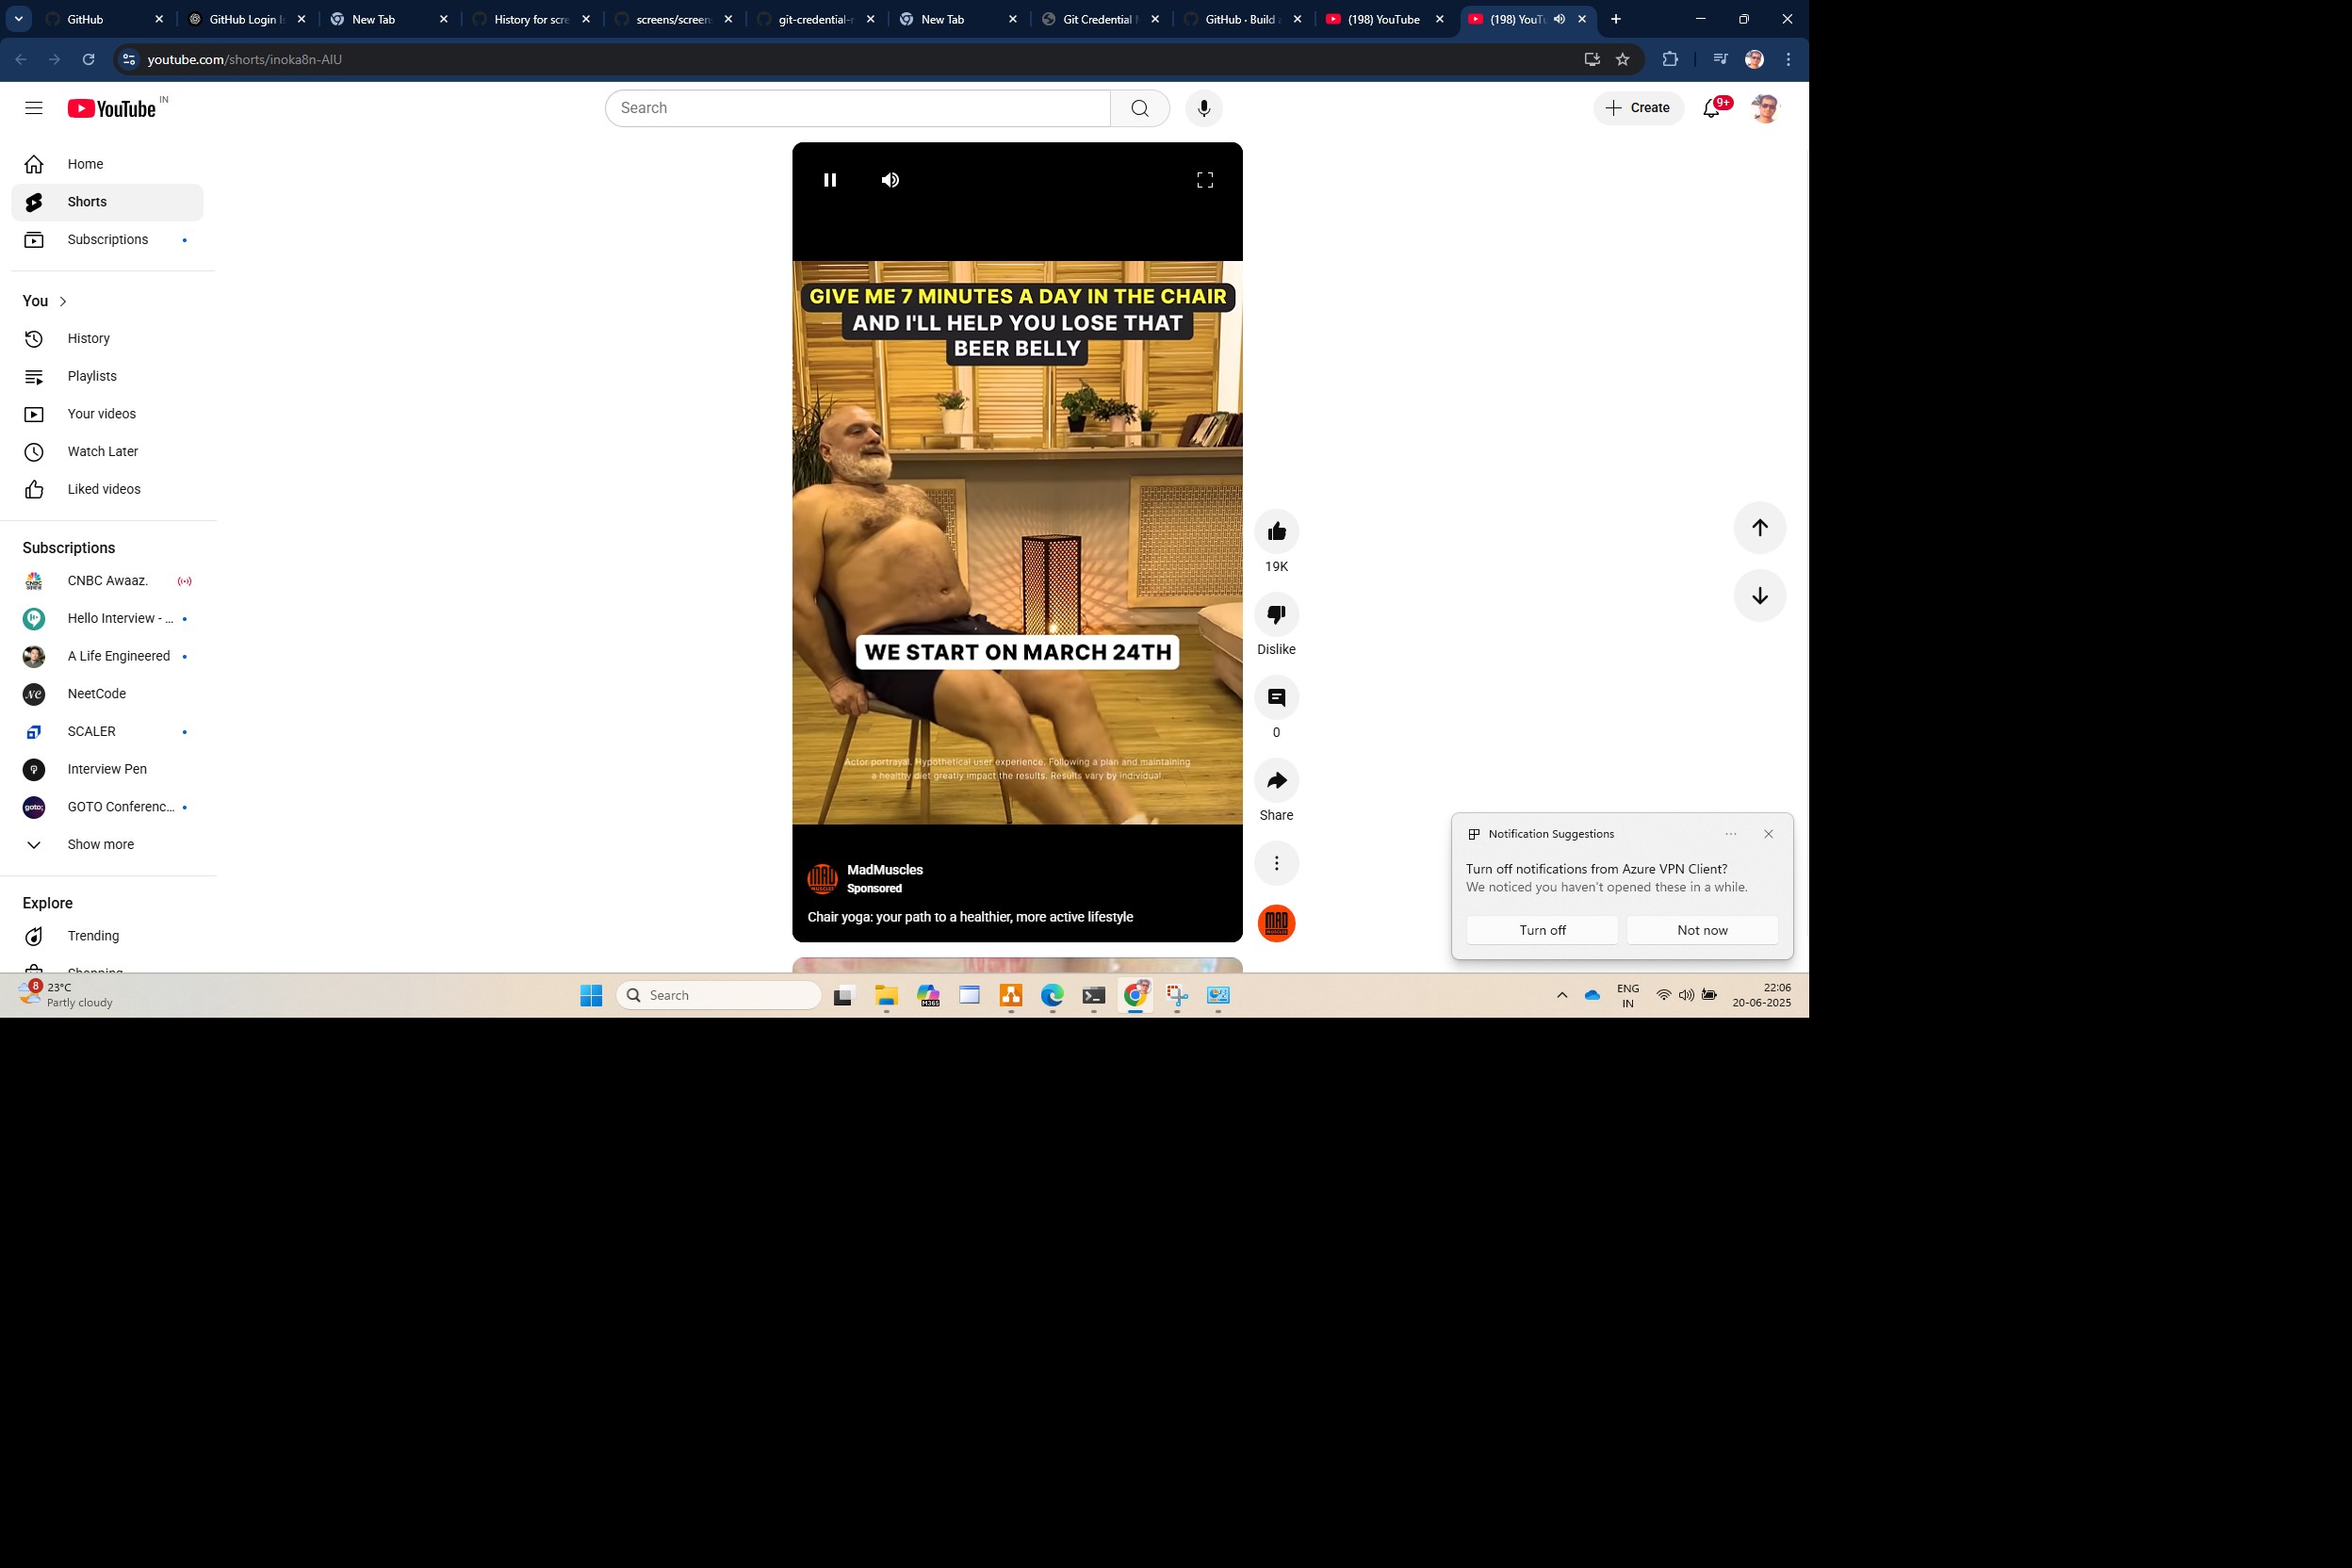 GitHub
GitHub Login
New Tab
History for scre
screens/screen
git-credential-
New Tab
Git Credential
GitHub · Build
(198) YouTube
(198) YouTu
youtube.com/shorts/inoka8n-AlU
YouTube IN
Search
Create
9+
Home
Shorts
Subscriptions
You
History
Playlists
Your videos
Watch Later
Liked videos
Subscriptions
CNBC Awaaz.
Hello Interview - ...
A Life Engineered
NeetCode
SCALER
Interview Pen
GOTO Conferenc...
Show more
Explore
Trending
Shopping
GIVE ME 7 MINUTES A DAY IN THE CHAIR
AND I'LL HELP YOU LOSE THAT
BEER BELLY
WE START ON MARCH 24TH
Actor portrayal. Hypothetical user experience. Following a plan and maintaining
a healthy diet greatly impact the results. Results vary by individual.
MadMuscles
Sponsored
Chair yoga: your path to a healthier, more active lifestyle
19K
Dislike
0
Share
MAD
MUSCLES
Notification Suggestions
Turn off notifications from Azure VPN Client?
We noticed you haven't opened these in a while.
Turn off
Not now
8
23°C
Partly cloudy
Search
M365
ENG
IN
22:06
20-06-2025